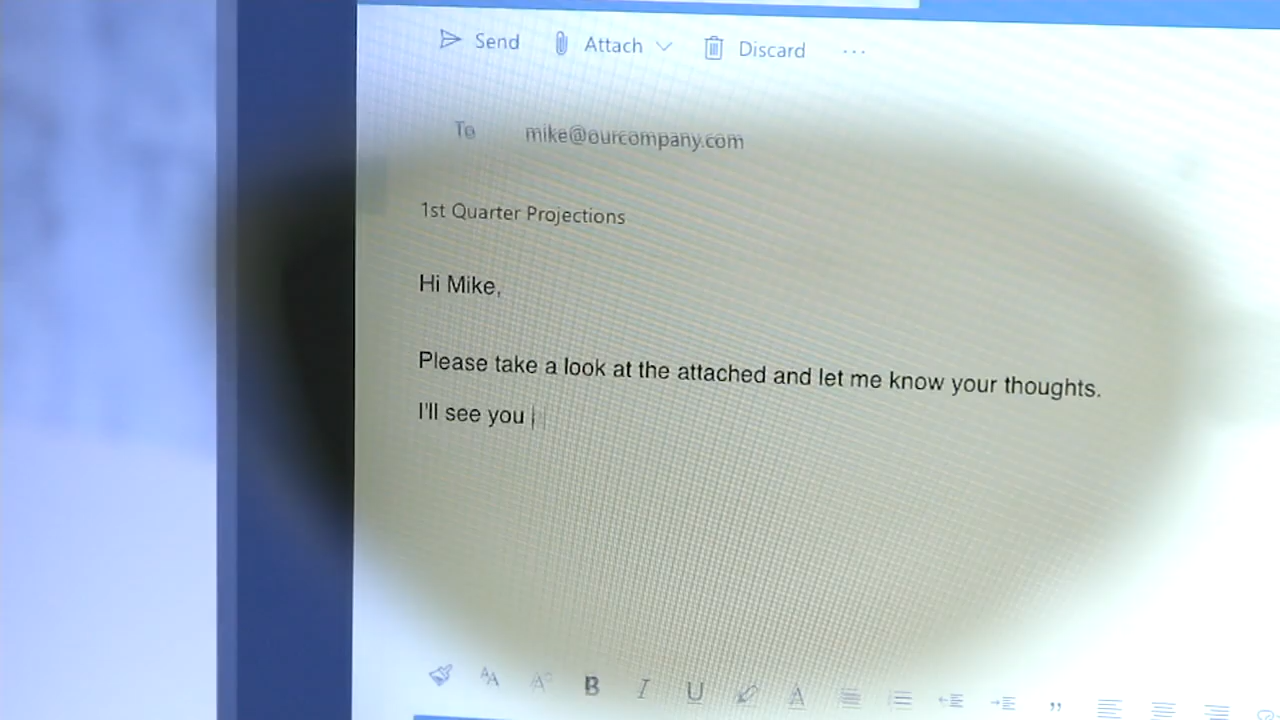 Send Attach Discard ...
To mike@ourcompany.com
1st Quarter Projections
Hi Mike,
Please take a look at the attached and let me know your thoughts.
I'll see you
B I U A